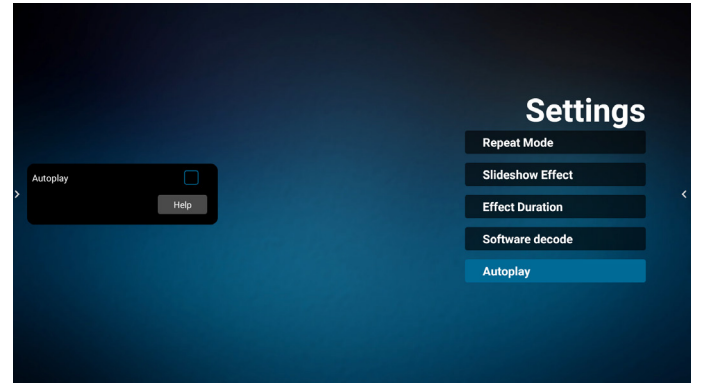 Settings
Repeat Mode
Slideshow Effect
Effect Duration
Software decode
Autoplay
Autoplay
Help